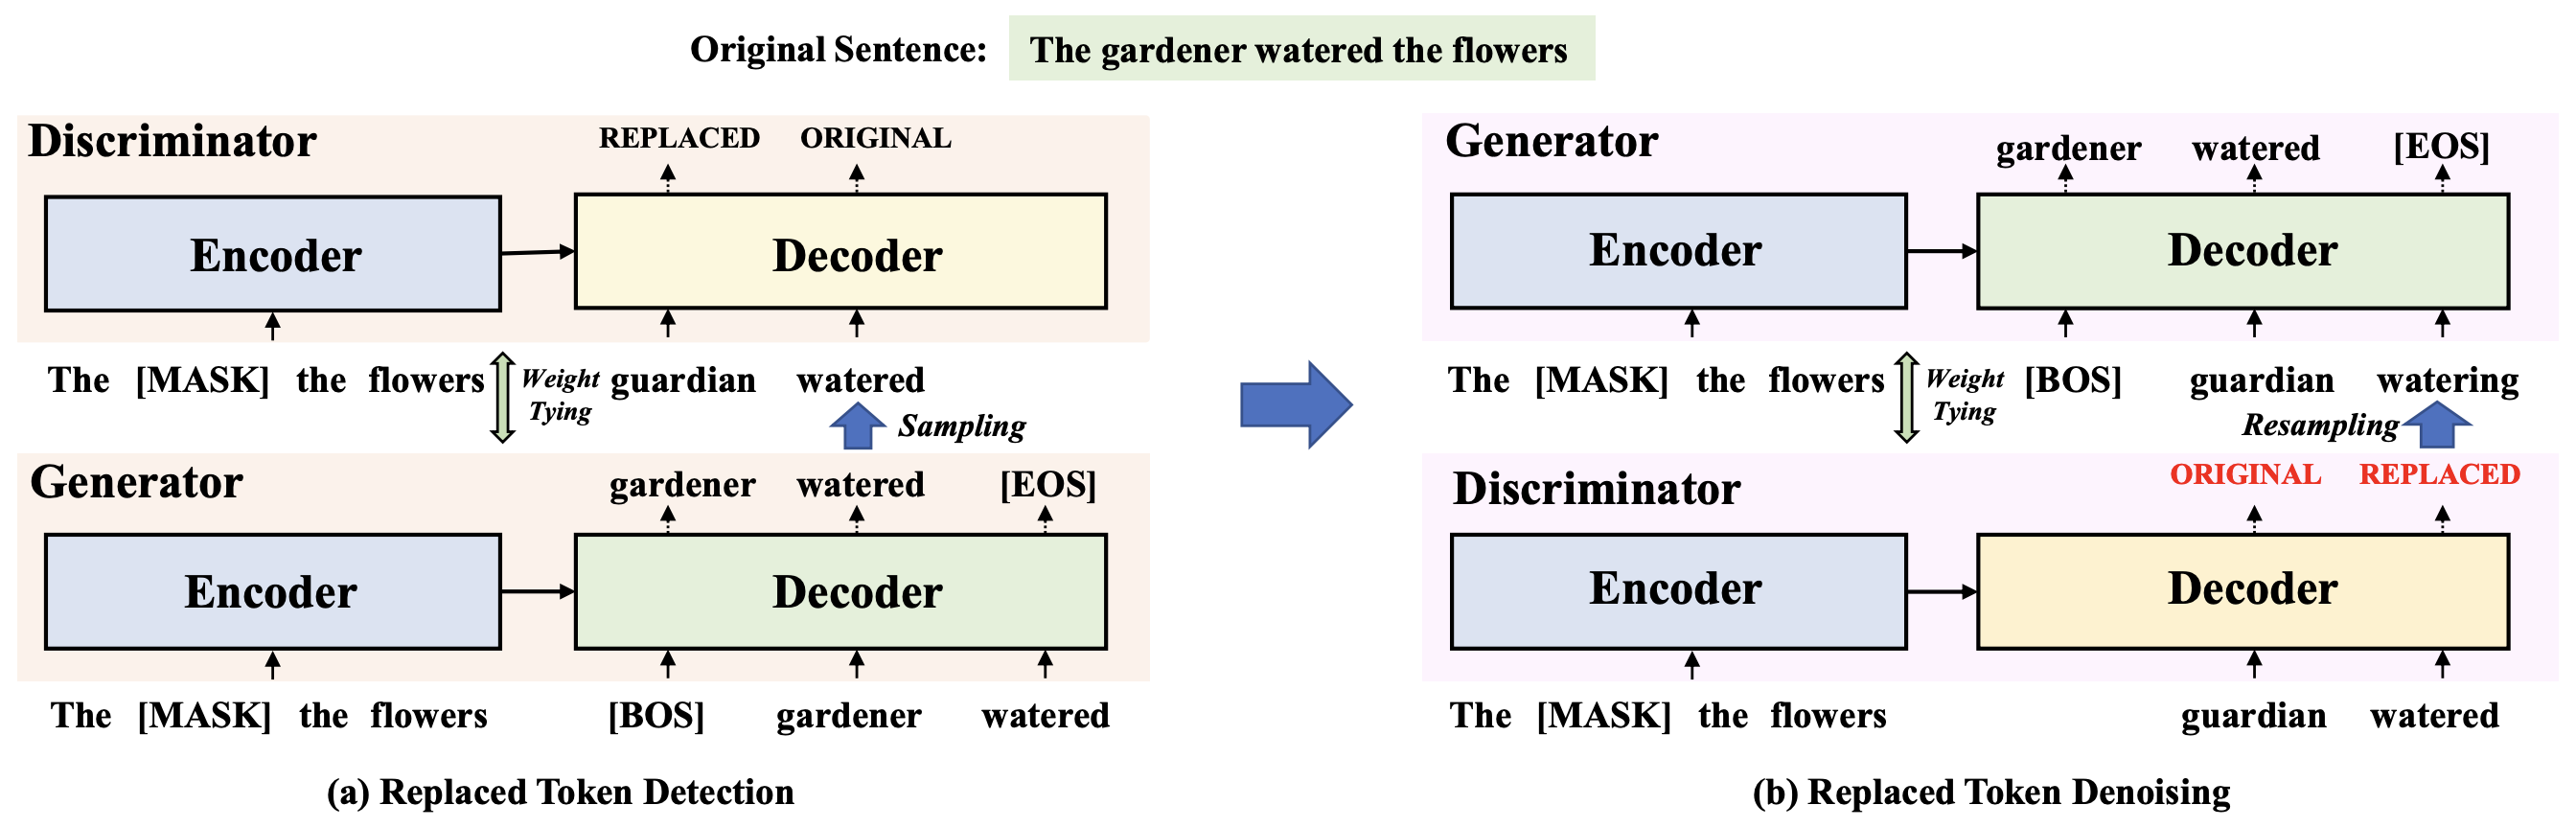 Original Sentence: The gardener watered the flowers
Discriminator
REPLACED ORIGINAL
Encoder
Decoder
The [MASK] the flowers
Weight
Tying
guardian watered
Sampling
Generator
gardener watered [EOS]
Encoder
Decoder
The [MASK] the flowers
[BOS] gardener watered
(a) Replaced Token Detection
Generator
gardener watered [EOS]
Encoder
Decoder
The [MASK] the flowers
Weight
Tying
[BOS] guardian watering
Resampling
Discriminator
ORIGINAL REPLACED
Encoder
Decoder
The [MASK] the flowers
guardian watered
(b) Replaced Token Denoising